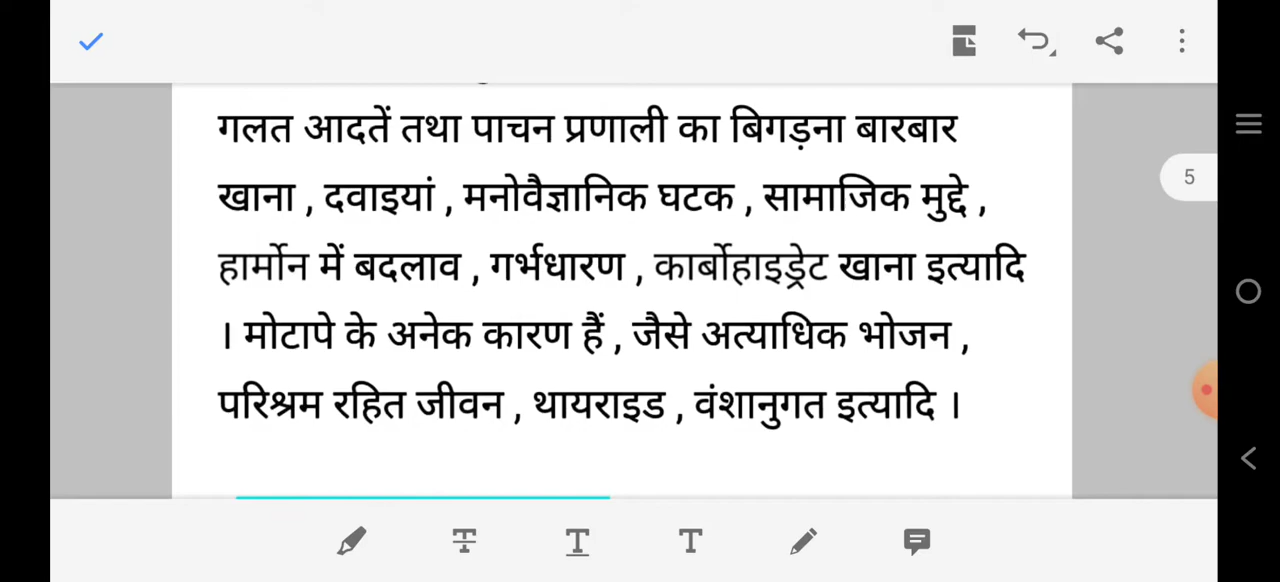 गलत आदतें तथा पाचन प्रणाली का बिगड़ना बारबार
खाना , दवाइयां , मनोवैज्ञानिक घटक , सामाजिक मुद्दे ,
5
हार्मोन में बदलाव , गर्भधारण , कार्बोहाइड्रेट खाना इत्यादि
। मोटापे के अनेक कारण हैं , जैसे अत्याधिक भोजन ,
परिश्रम रहित जीवन , थायराइड , वंशानुगत इत्यादि ।